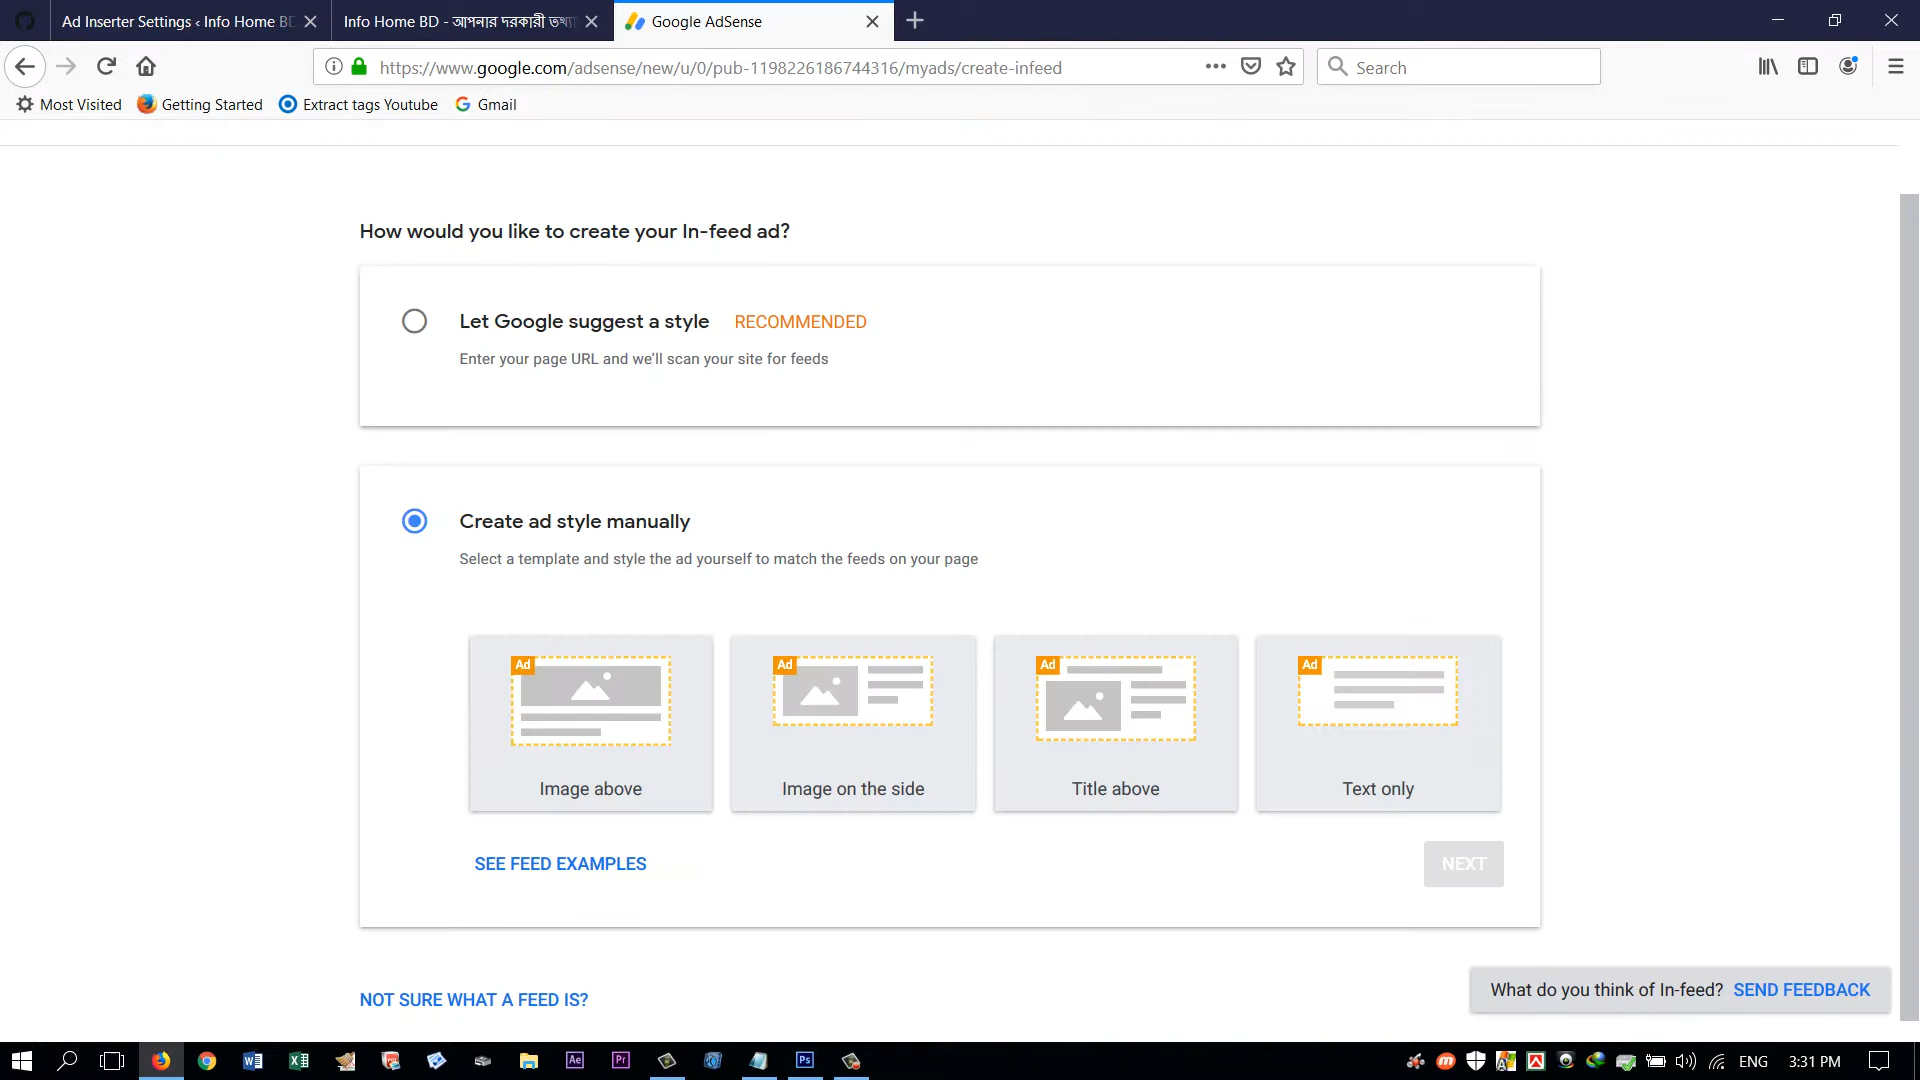 Ad Inserter Settings ‹ Info Home BD
Info Home BD - আপনার দরকারী তথ্য
Google AdSense
https://www.google.com/adsense/new/u/0/pub-1198226186744316/myads/create-infeed
Search
Most Visited
Getting Started
Extract tags Youtube
Gmail
How would you like to create your In-feed ad?
Let Google suggest a style RECOMMENDED
Enter your page URL and we'll scan your site for feeds
Create ad style manually
Select a template and style the ad yourself to match the feeds on your page
Ad
Ad
Ad
Ad
Image above
Image on the side
Title above
Text only
SEE FEED EXAMPLES
NEXT
NOT SURE WHAT A FEED IS?
What do you think of In-feed? SEND FEEDBACK
Ae
Pr
Ps
ENG
3:31 PM